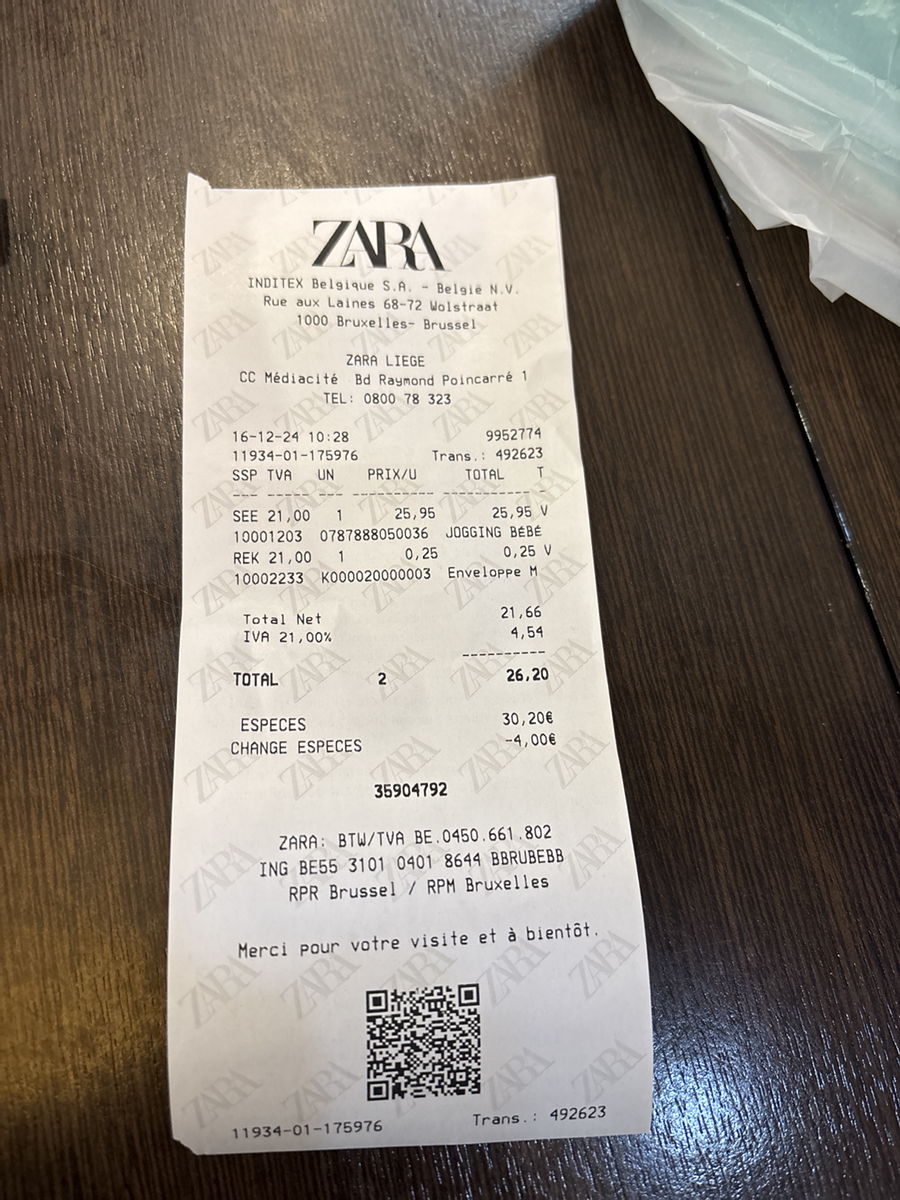 ZARA
INDITEX Belgique S.A. - België N.V.
Rue aux Laines 68-72 Wolstraat
1000 Bruxelles- Brussel
ZARA LIEGE
CC Médiacité Bd Raymond Poincarré 1
TEL: 0800 78 323
16-12-24 10:28 9952774
11934-01-175976 Trans.: 492623
SSP TVA UN PRIX/U TOTAL T
--- ----- --- ---------- ---------- -
SEE 21,00 1 25,95 25,95 V
10001203 0787888050036 JOGGING BÉBÉ
REK 21,00 1 0,25 0,25 V
10002233 K000020000003 Enveloppe M
Total Net 21,66
IVA 21,00% 4,54
----------
TOTAL 2 26,20
ESPECES 30,20€
CHANGE ESPECES -4,00€
35904792
ZARA: BTW/TVA BE.0450.661.802
ING BE55 3101 0401 8644 BBRUBEBB
RPR Brussel / RPM Bruxelles
Merci pour votre visite et à bientôt.
11934-01-175976 Trans.: 492623